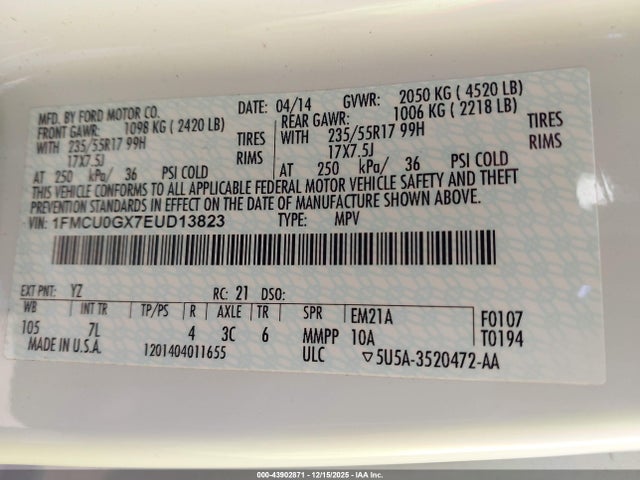 MFD. BY FORD MOTOR CO. DATE: 04/14 GVWR: 2050 KG ( 4520 LB)
FRONT GAWR: 1098 KG ( 2420 LB) REAR GAWR: 1006 KG ( 2218 LB)
WITH 235/55R17 99H TIRES WITH 235/55R17 99H TIRES
17X7.5J RIMS 17X7.5J RIMS
AT 250 kPa/ 36 PSI COLD AT 250 kPa/ 36 PSI COLD
THIS VEHICLE CONFORMS TO ALL APPLICABLE FEDERAL MOTOR VEHICLE SAFETY AND THEFT
PREVENTION STANDARDS IN EFFECT ON THE DATE OF MANUFACTURE SHOWN ABOVE.
VIN: 1FMCU0GX7EUD13823 TYPE: MPV
EXT PNT: YZ RC: 21 DSO:
WB INT TR TP/PS R AXLE TR SPR EM21A F0107
105 7L 4 3C 6 MMPP 10A T0194
MADE IN U.S.A. 1201404011655 ULC ▽5U5A-3520472-AA
000-43902871 - 12/15/2025 - IAA Inc.